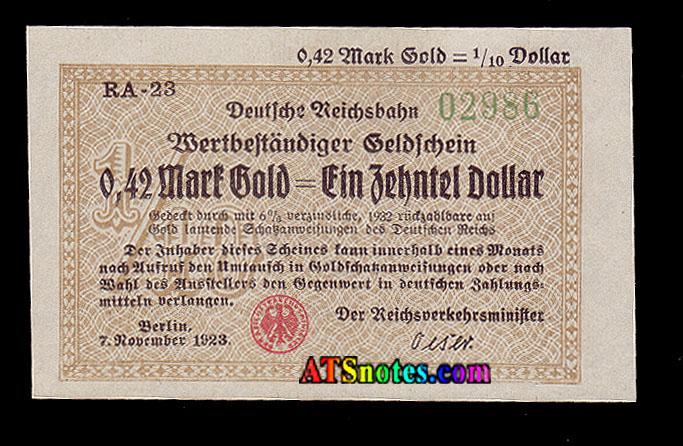 0,42 Mark Gold = 1/10 Dollar
RA-23
Deutsche Reichsbahn 02986
Wertbeständiger Geldschein
0,42 Mark Gold = Ein Zehntel Dollar
Gedeckt durch mit 6% verzinsliche, 1932 rückzahlbare auf
Gold lautende Schatzanweisungen des Deutschen Reichs
Der Inhaber dieses Scheines kann innerhalb eines Monats
nach Aufruf den Umtausch in Goldschatzanweisungen oder nach
Wahl des Ausstellers den Gegenwert in deutschen Zahlungs-
mitteln verlangen.
Berlin,
7. November 1923.
Der Reichsverkehrsminister
Oeser
ATSnotes.com